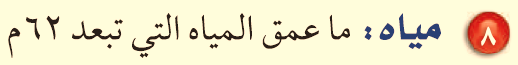 ٨ مياه: ما عمق المياه التي تبعد ٦٢ م